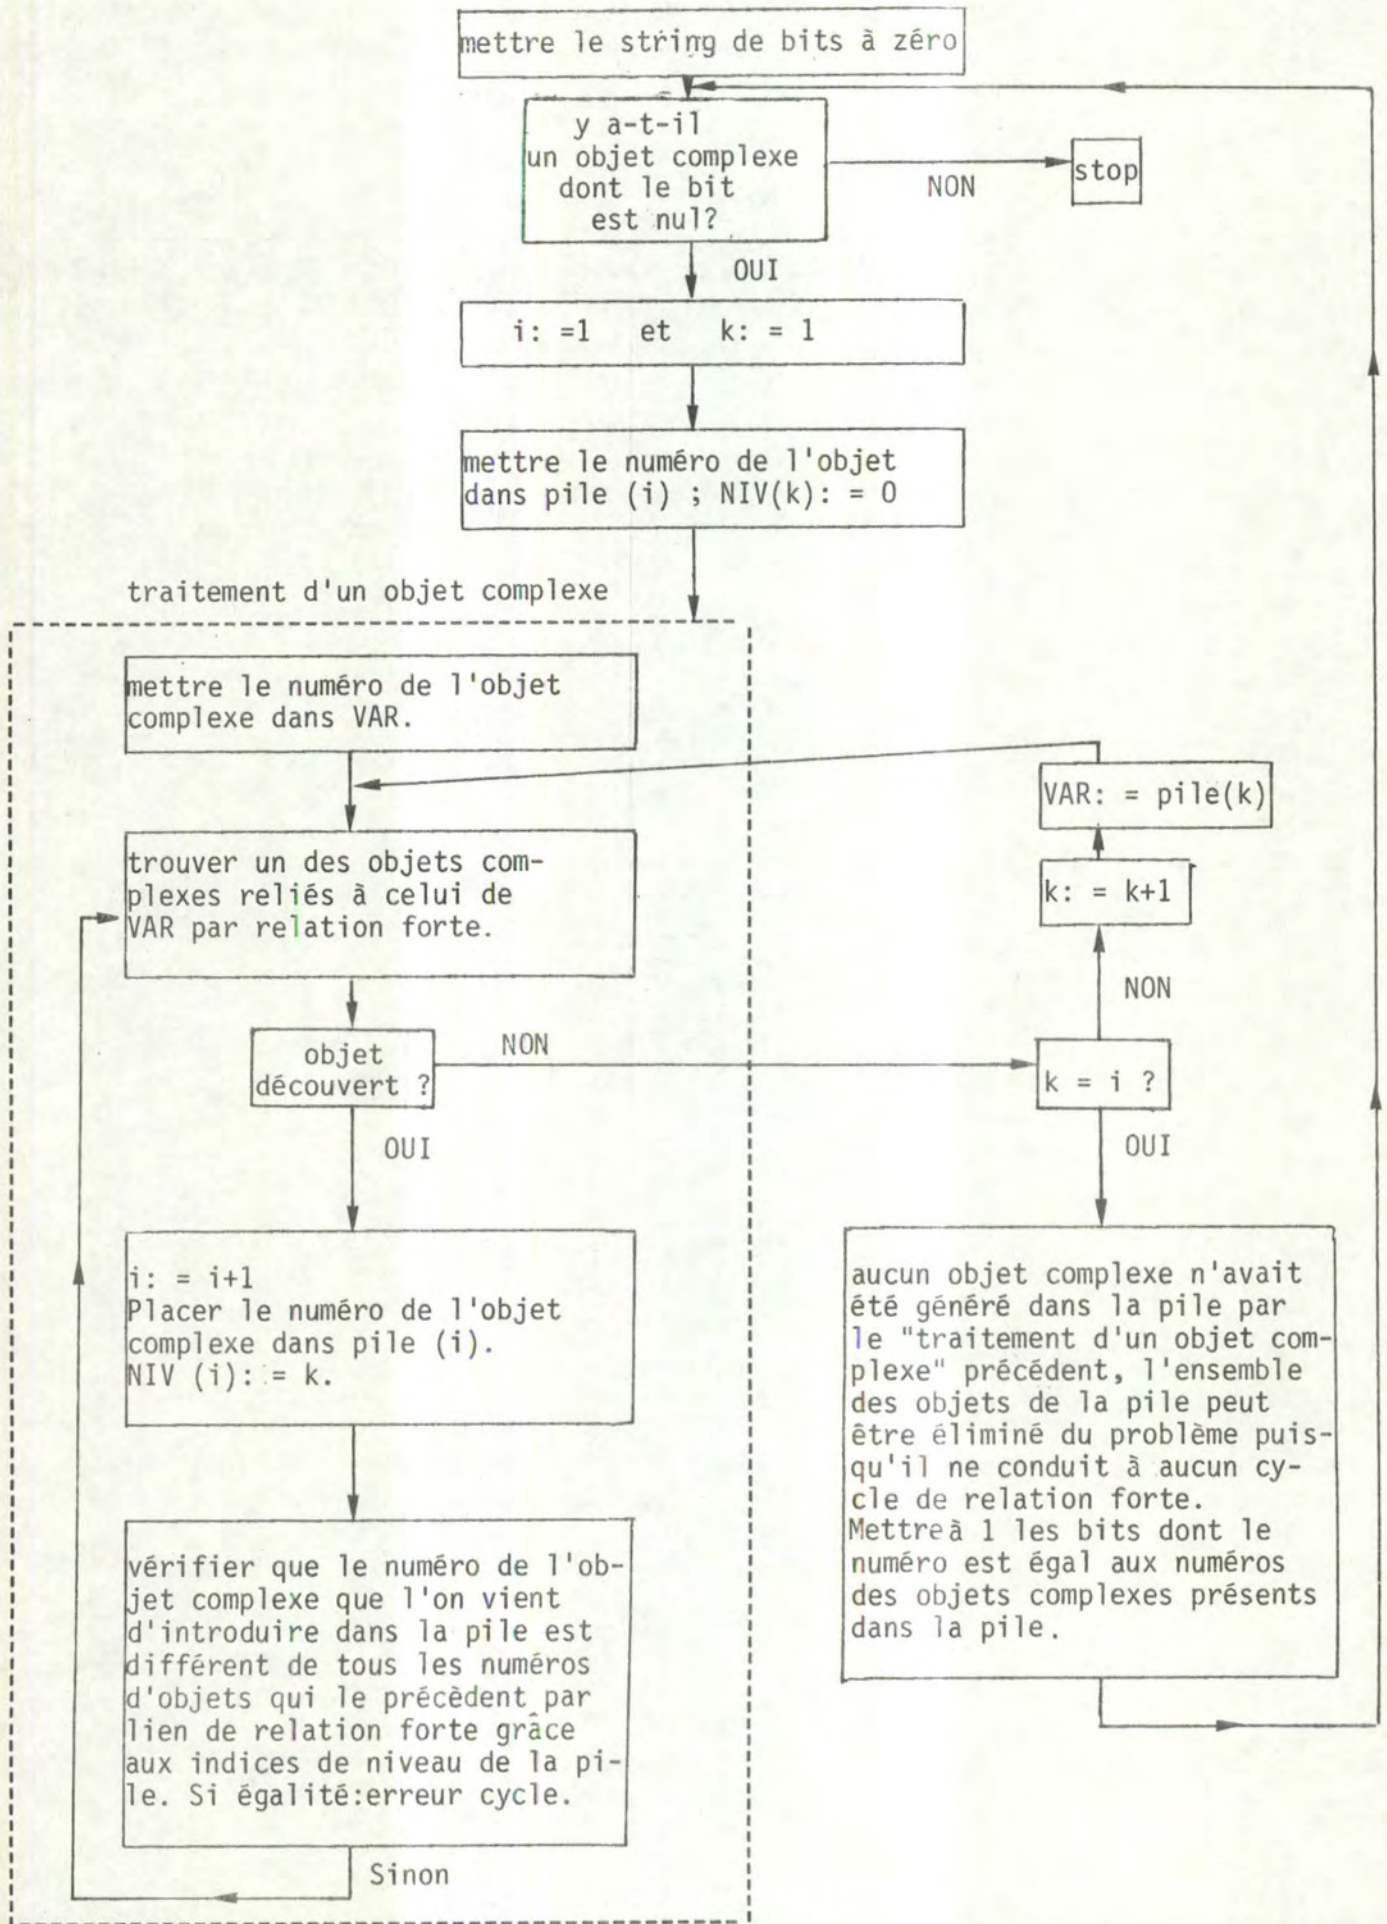 mettre le string de bits à zéro
y a-t-il
un objet complexe
dont le bit
est nul?
NON
stop
OUI
i: =1 et k: = 1
mettre le numéro de l'objet
dans pile (i) ; NIV(k): = 0
traitement d'un objet complexe
mettre le numéro de l'objet
complexe dans VAR.
VAR: = pile(k)
trouver un des objets com-
plexes reliés à celui de
VAR par relation forte.
k: = k+1
NON
objet
découvert ?
NON
k = i ?
OUI
OUI
i: = i+1
Placer le numéro de l'objet
complexe dans pile (i).
NIV (i): = k.
aucun objet complexe n'avait
été généré dans la pile par
le "traitement d'un objet com-
plexe" précédent, l'ensemble
des objets de la pile peut
être éliminé du problème puis-
qu'il ne conduit à aucun cy-
cle de relation forte.
Mettre à 1 les bits dont le
numéro est égal aux numéros
des objets complexes présents
dans la pile.
vérifier que le numéro de l'ob-
jet complexe que l'on vient
d'introduire dans la pile est
différent de tous les numéros
d'objets qui le précèdent par
lien de relation forte grâce
aux indices de niveau de la pi-
le. Si égalité:erreur cycle.
Sinon